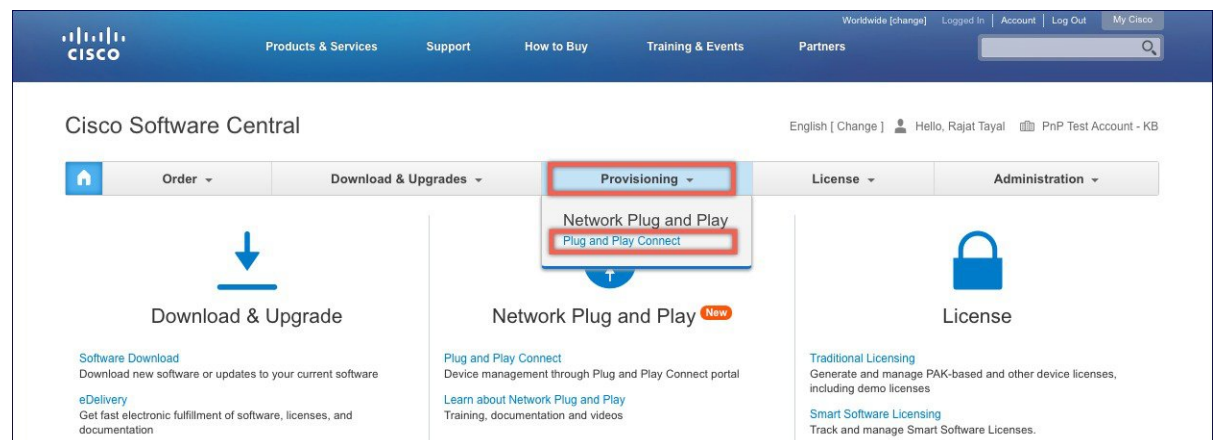 Worldwide [change] Logged In | Account | Log Out My Cisco
CISCO
Products & Services Support How to Buy Training & Events Partners
Cisco Software Central
English [ Change ] Hello, Rajat Tayal PnP Test Account - KB
Order Download & Upgrades Provisioning License Administration
Network Plug and Play
Plug and Play Connect
Download & Upgrade
Software Download
Download new software or updates to your current software
eDelivery
Get fast electronic fulfillment of software, licenses, and
documentation
Network Plug and Play New
Plug and Play Connect
Device management through Plug and Play Connect portal
Learn about Network Plug and Play
Training, documentation and videos
License
Traditional Licensing
Generate and manage PAK-based and other device licenses,
including demo licenses
Smart Software Licensing
Track and manage Smart Software Licenses.